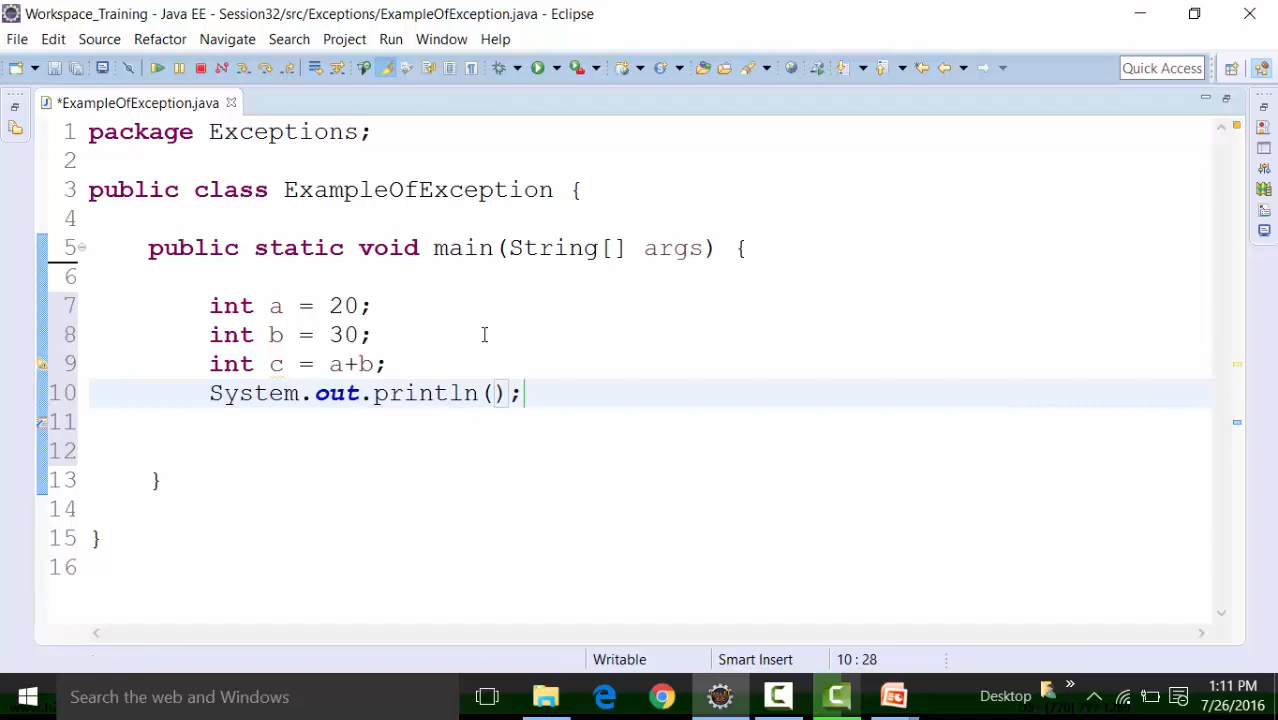 Workspace_Training - Java EE - Session32/src/Exceptions/ExampleOfException.java - Eclipse
File Edit Source Refactor Navigate Search Project Run Window Help
Quick Access
*ExampleOfException.java
1 package Exceptions;
2
3 public class ExampleOfException {
4
5 public static void main(String[] args) {
6
7 int a = 20;
8 int b = 30;
9 int c = a+b;
10 System.out.println();
11
12
13 }
14
15 }
16
Writable Smart Insert 10 : 28
Search the web and Windows
Desktop
1:11 PM
7/26/2016